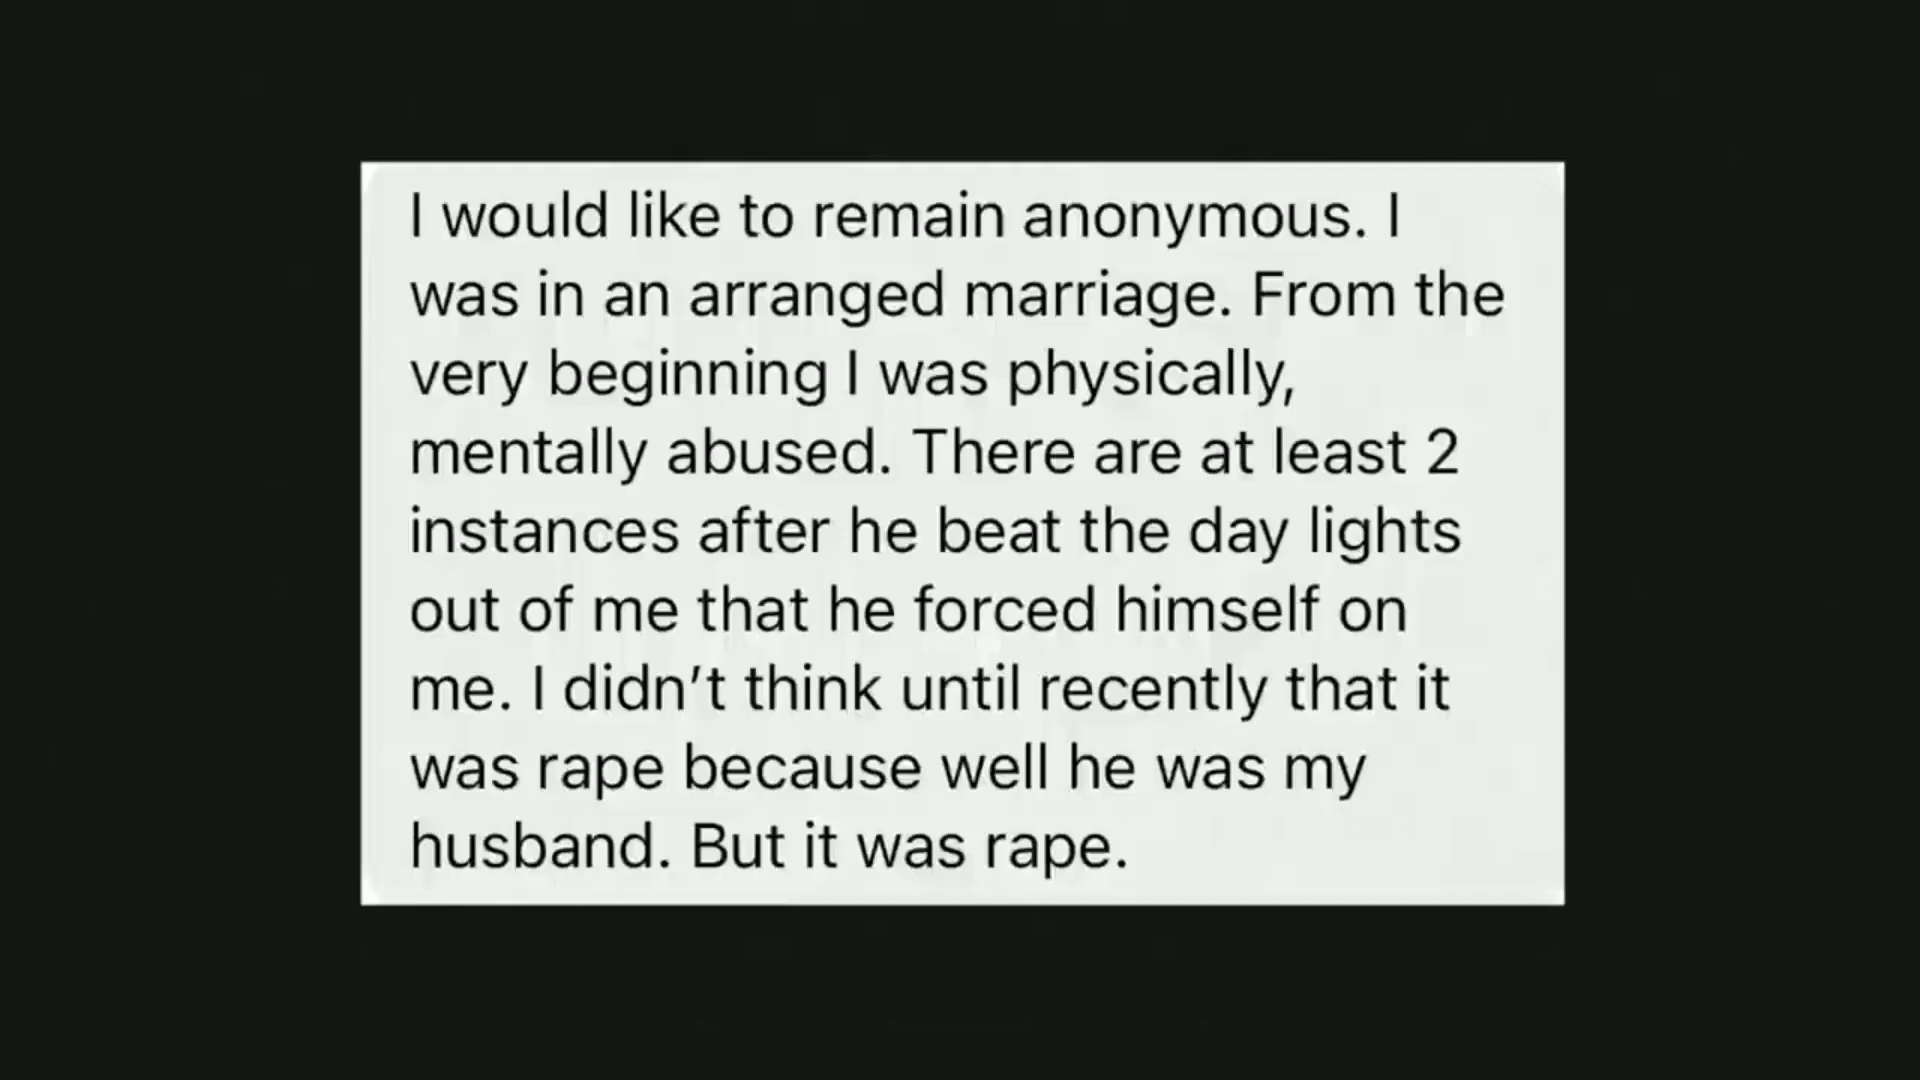 I would like to remain anonymous. I
was in an arranged marriage. From the
very beginning I was physically,
mentally abused. There are at least 2
instances after he beat the day lights
out of me that he forced himself on
me. I didn’t think until recently that it
was rape because well he was my
husband. But it was rape.